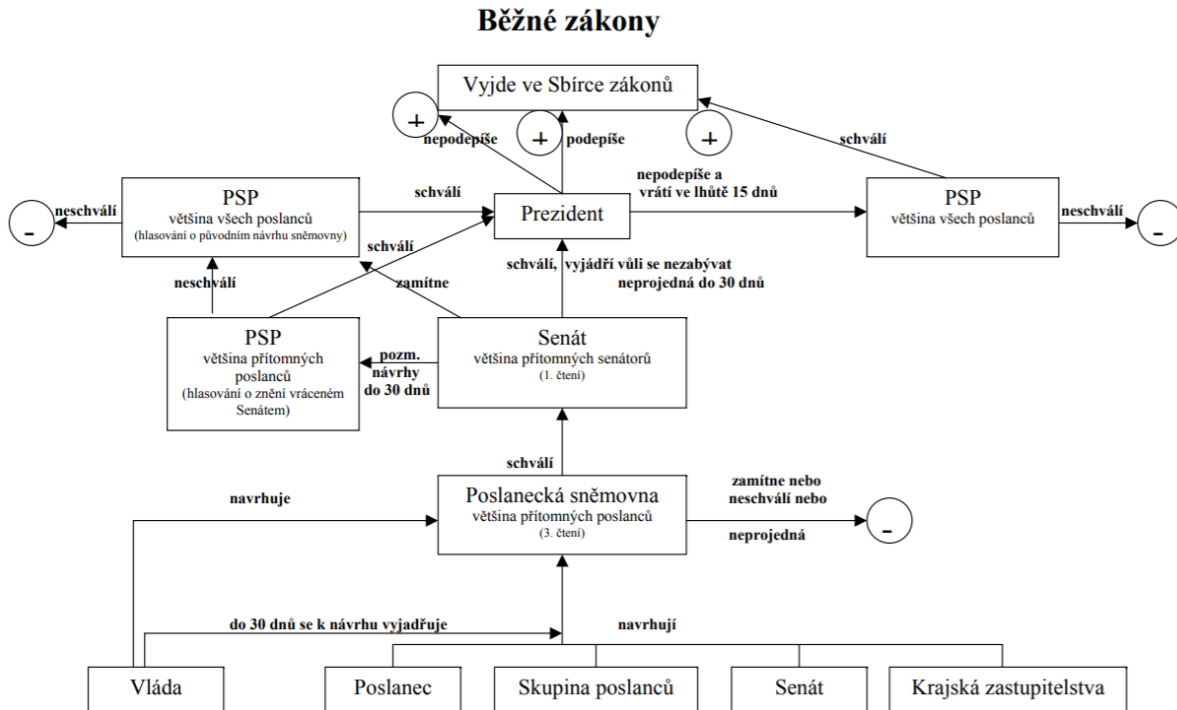 Běžné zákony
Vyjde ve Sbírce zákonů
+
+
+
nepodepíše
podepíše
schválí
nepodepíše a
vrátí ve lhůtě 15 dnů
PSP
většina všech poslanců
(hlasování o původním návrhu sněmovny)
neschválí
-
schválí
Prezident
PSP
většina všech poslanců
neschválí
-
schválí
neschválí
zamítne
schválí, vyjádří vůli se nezabývat
neprojedná do 30 dnů
PSP
většina přítomných
poslanců
(hlasování o znění vráceném
Senátem)
pozm.
návrhy
do 30 dnů
Senát
většina přítomných senátorů
(1. čtení)
schválí
navrhuje
Poslanecká sněmovna
většina přítomných poslanců
(3. čtení)
zamítne nebo
neschválí nebo
neprojedná
-
do 30 dnů se k návrhu vyjadřuje
navrhují
Vláda
Poslanec
Skupina poslanců
Senát
Krajská zastupitelstva